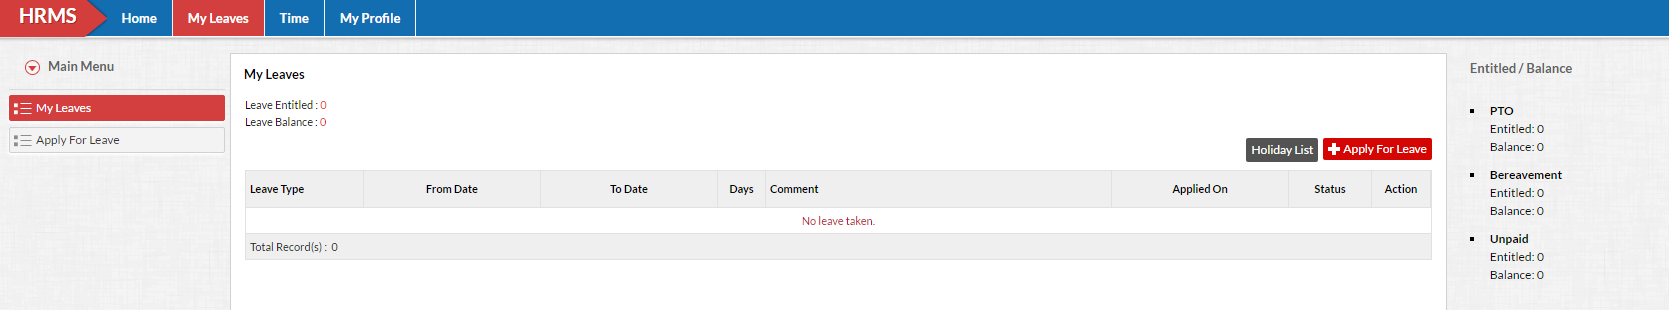 HRMS Home My Leaves Time My Profile
Main Menu
My Leaves
Apply For Leave
My Leaves
Leave Entitled : 0
Leave Balance : 0
Holiday List Apply For Leave
Leave Type From Date To Date Days Comment Applied On Status Action
No leave taken.
Total Record(s) : 0
Entitled / Balance
PTO
Entitled: 0
Balance: 0
Bereavement
Entitled: 0
Balance: 0
Unpaid
Entitled: 0
Balance: 0